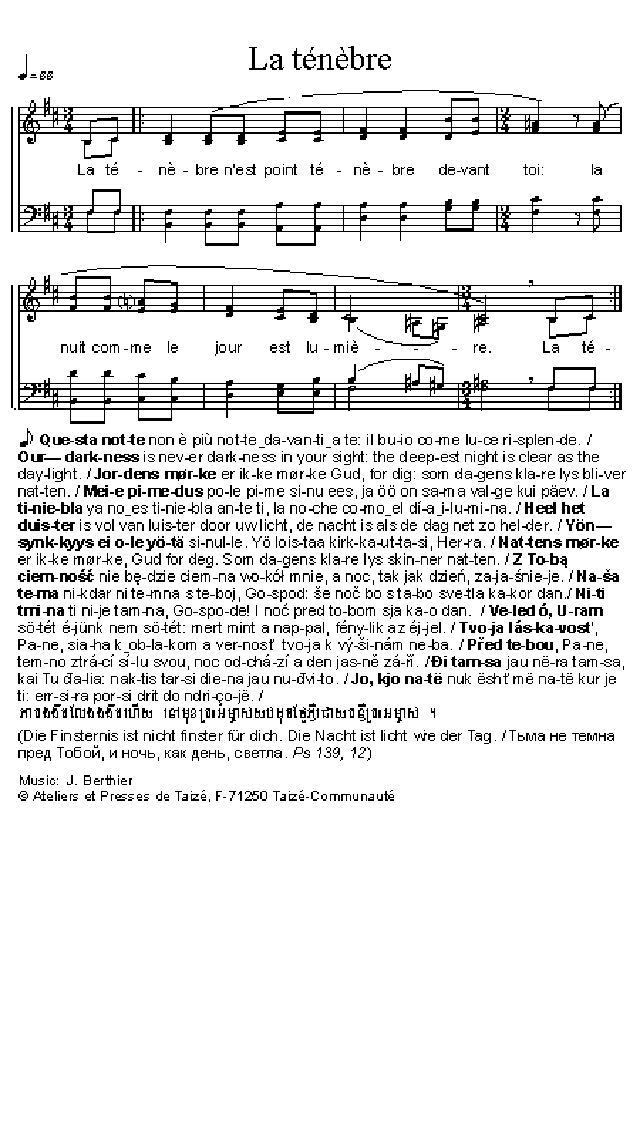 La ténèbre
♩=88
La té - nè - bre n'est point té - nè - bre de-vant toi: la
nuit com-me le jour est lu-miè - - - re. La té-
Que-sta not-te non è più not-te_da-van-ti_a te: il bu-io co-me lu-ce ri-splen-de. /
Our— dark-ness is nev-er dark-ness in your sight: the deep-est night is clear as the
day-light. / Jor-dens mør-ke er ik-ke mør-ke Gud, for dig: som da-gens kla-re lys bli-ver
nat-ten. / Mei-e pi-me-dus po-le pi-me si-nu ees, ja öö on sa-ma val-ge kui päev. / La
ti-nie-bla ya no_es ti-nie-bla an-te ti, la no-che co-mo_el dí-a_i-lu-mi-na. / Heel het
duis-ter is vol van luis-ter door uw licht, de nacht is als de dag net zo hel-der. / Yön—
synk-kyys ei o-le yö-tä si-nul-le. Yö lois-taa kirk-ka-ut-ta-si, Her-ra. / Nat-tens mør-ke
er ik-ke mør-ke, Gud for deg. Som da-gens kla-re lys skin-ner nat-ten. / Z To-bą
ciem-ność nie bę-dzie ciem-na wo-kół mnie, a noc, tak jak dzień, za-ja-śnie-je. / Na-ša
te-ma ni-kdar ni te-mna s te-boj, Go-spod: še noč bo s ta-bo sve-tla ka-kor dan./ Ni-ti
tmi-na ti ni-je tam-na, Go-spo-de! I noć pred to-bom sja ka-o dan. / Ve-led ó, U-ram
sö-tét é-jünk nem sö-tét: mert mint a nap-pal, fény-lik az éj-jel. / Tvo-ja lás-ka-vosť,
Pa-ne, sia-ha k_ob-la-kom a ver-nosť tvo-ja k vý-ši-nám ne-ba. / Před te-bou, Pa-ne,
tem-no ztrá-cí sí-lu svou, noc od-chá-zí a den jas-ně zá-ří. / Đi tam-sa jau nė-ra tam-sa,
kai Tu đa-lia: nak-tis tar-si die-na jau nu-đvi-to. / Jo, kjo na-të nuk ësht' më na-të kur je
ti: err-si-ra por-si drit do ndri-ço-jë. /
(Die Finsternis ist nicht finster für dich. Die Nacht ist licht wie der Tag. / Тьма не темна
пред Тобой, и ночь, как день, светла. Ps 139, 12)
Music: J. Berthier
© Ateliers et Presses de Taizé, F-71250 Taizé-Communauté